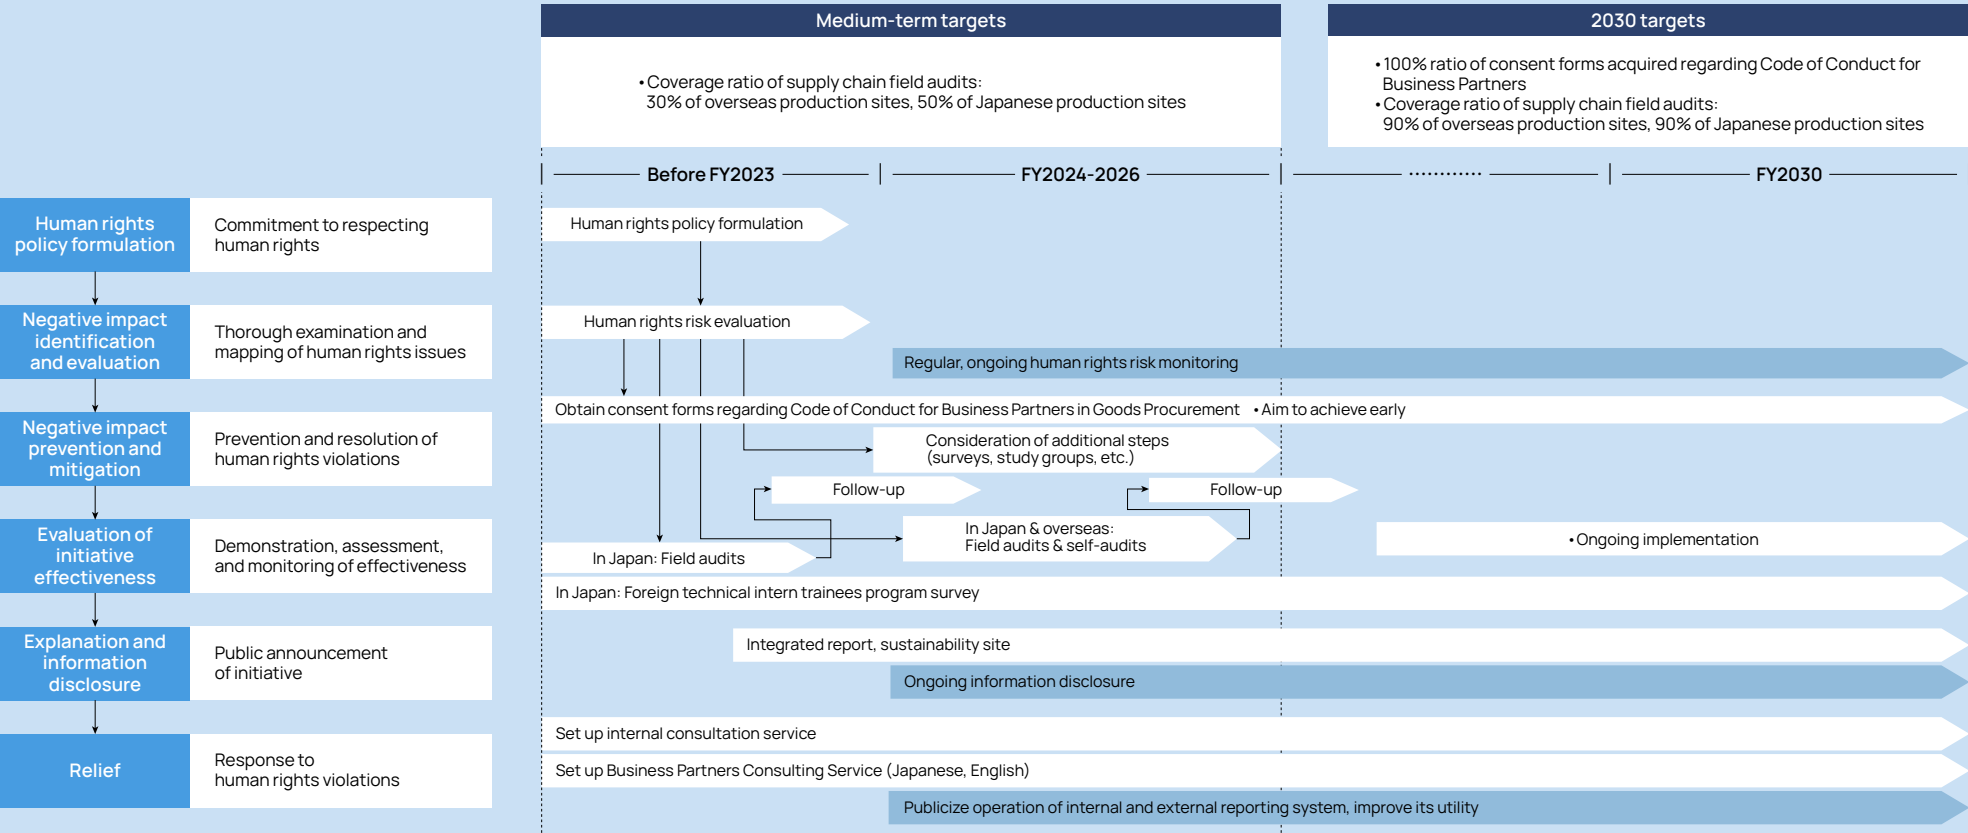 Medium-term targets
2030 targets
•Coverage ratio of supply chain field audits:
30% of overseas production sites, 50% of Japanese production sites
•100% ratio of consent forms acquired regarding Code of Conduct for
Business Partners
•Coverage ratio of supply chain field audits:
90% of overseas production sites, 90% of Japanese production sites
Before FY2023
FY2024-2026
............
FY2030
Human rights
policy formulation
Commitment to respecting
human rights
Human rights policy formulation
Negative impact
identification
and evaluation
Thorough examination and
mapping of human rights issues
Human rights risk evaluation
Regular, ongoing human rights risk monitoring
Obtain consent forms regarding Code of Conduct for Business Partners in Goods Procurement •Aim to achieve early
Negative impact
prevention and
mitigation
Prevention and resolution of
human rights violations
Consideration of additional steps
(surveys, study groups, etc.)
Follow-up
Follow-up
Evaluation of
initiative
effectiveness
Demonstration, assessment,
and monitoring of effectiveness
In Japan: Field audits
In Japan & overseas:
Field audits & self-audits
•Ongoing implementation
In Japan: Foreign technical intern trainees program survey
Explanation and
information
disclosure
Public announcement
of initiative
Integrated report, sustainability site
Ongoing information disclosure
Relief
Response to
human rights violations
Set up internal consultation service
Set up Business Partners Consulting Service (Japanese, English)
Publicize operation of internal and external reporting system, improve its utility